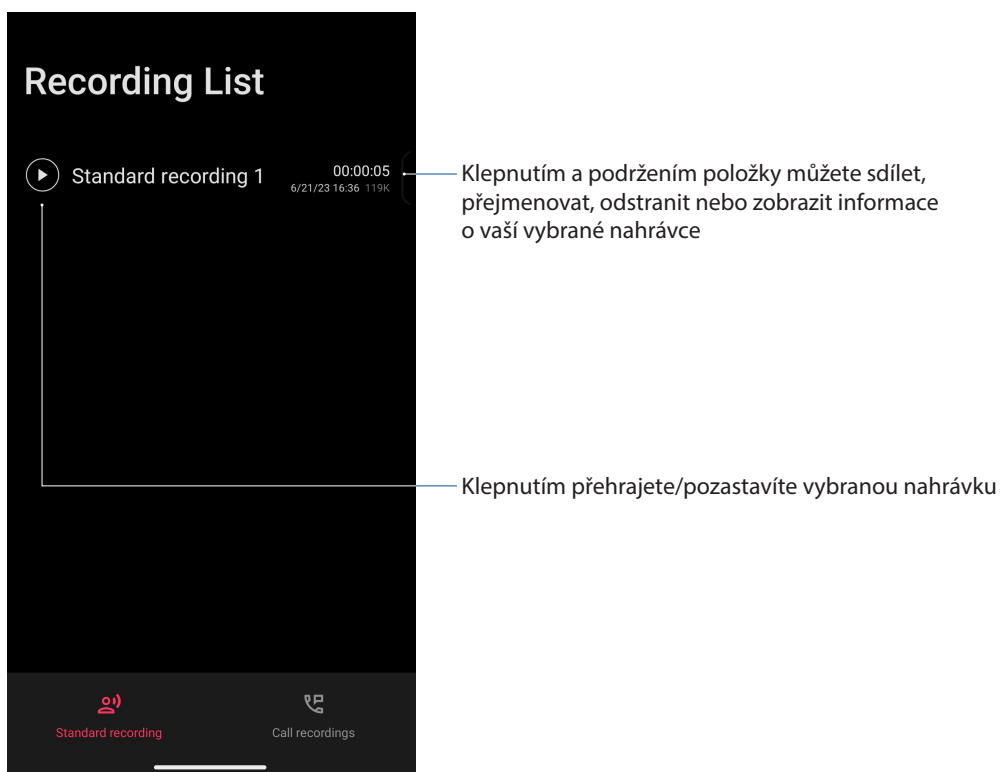 Recording List
Standard recording 1
00:00:05
6/21/23 16:36 119K
Klepnutím a podržením položky můžete sdílet,
přejmenovat, odstranit nebo zobrazit informace
o vaší vybrané nahrávce
Klepnutím přehrajete/pozastavíte vybranou nahrávku
Standard recording
Call recordings